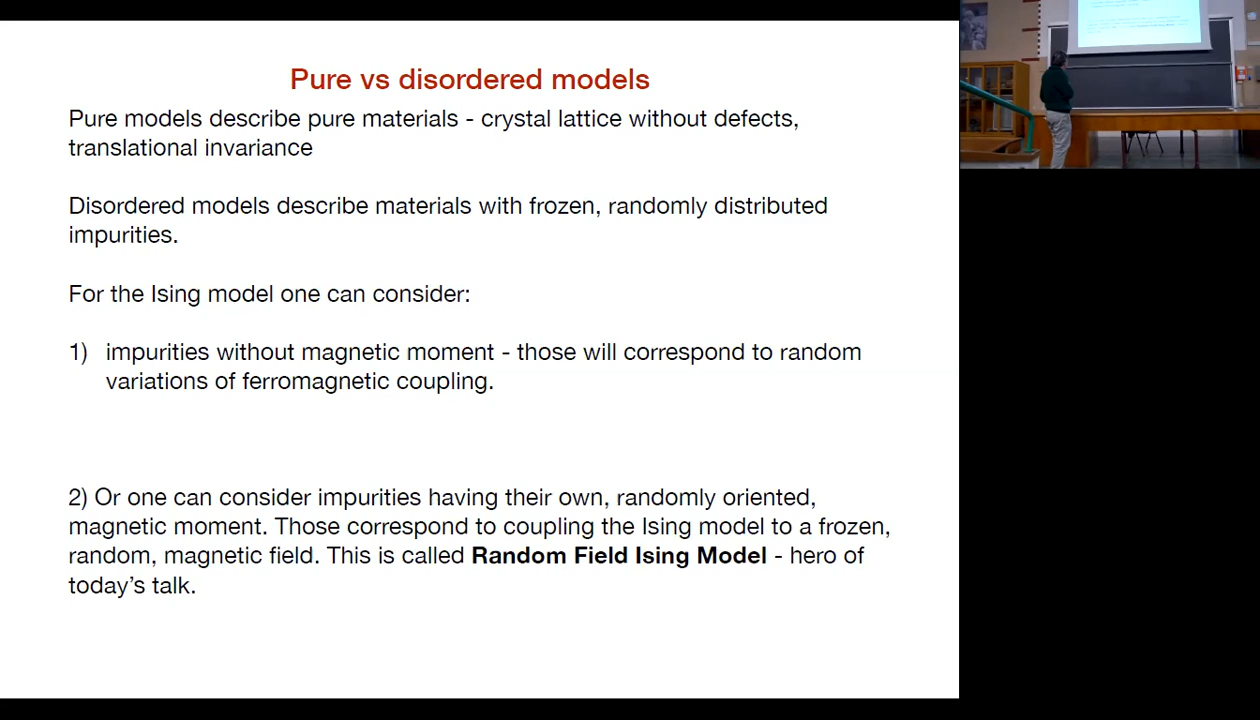 Pure vs disordered models
Pure models describe pure materials - crystal lattice without defects,
translational invariance
Disordered models describe materials with frozen, randomly distributed
impurities.
For the Ising model one can consider:
1) impurities without magnetic moment - those will correspond to random
variations of ferromagnetic coupling.
2) Or one can consider impurities having their own, randomly oriented,
magnetic moment. Those correspond to coupling the Ising model to a frozen,
random, magnetic field. This is called Random Field Ising Model - hero of
today's talk.